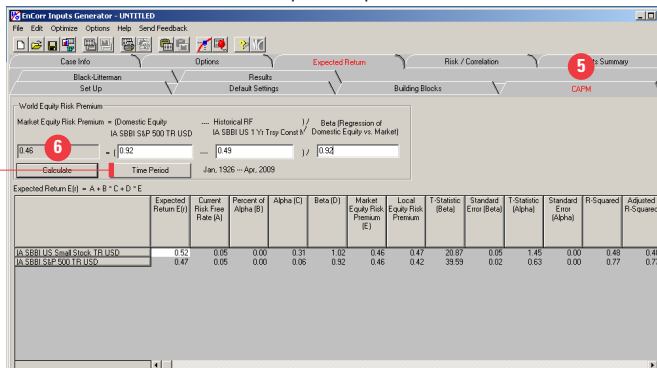 EnCorr Inputs Generator - UNTITLED
File Edit Optimize Options Help Send Feedback
Case Info Options Expected Return Risk / Correlation ts Summary
5
Black-Litterman Results
Set Up Default Settings Building Blocks CAPM
World Equity Risk Premium
Market Equity Risk Premium = (Domestic Equity --- Historical RF )/ Beta (Regression of
IA SBBI S&P 500 TR USD IA SBBI US 1 Yr Trsy Const M Domestic Equity vs. Market)
0.46 6 = ( 0.92 --- 0.49 )/ 0.92
Calculate Time Period Jan, 1926 --- Apr, 2009
Expected Return E(r) = A + B * C + D * E
Expected Current Percent of Alpha (C) Beta (D) Market Local T-Statistic Standard T-Statistic Standard R-Squared Adjusted
Return E(r) Risk Free Alpha (B) Equity Risk Equity Risk (Beta) Error (Beta) (Alpha) Error R-Squared
Rate (A) Premium Premium (Alpha)
(E)
IA SBBI US Small Stock TR USD 0.52 0.05 0.00 0.31 1.02 0.46 0.47 20.87 0.05 1.45 0.00 0.48
IA SBBI S&P 500 TR USD 0.47 0.05 0.00 0.06 0.92 0.46 0.42 39.59 0.02 0.63 0.00 0.77